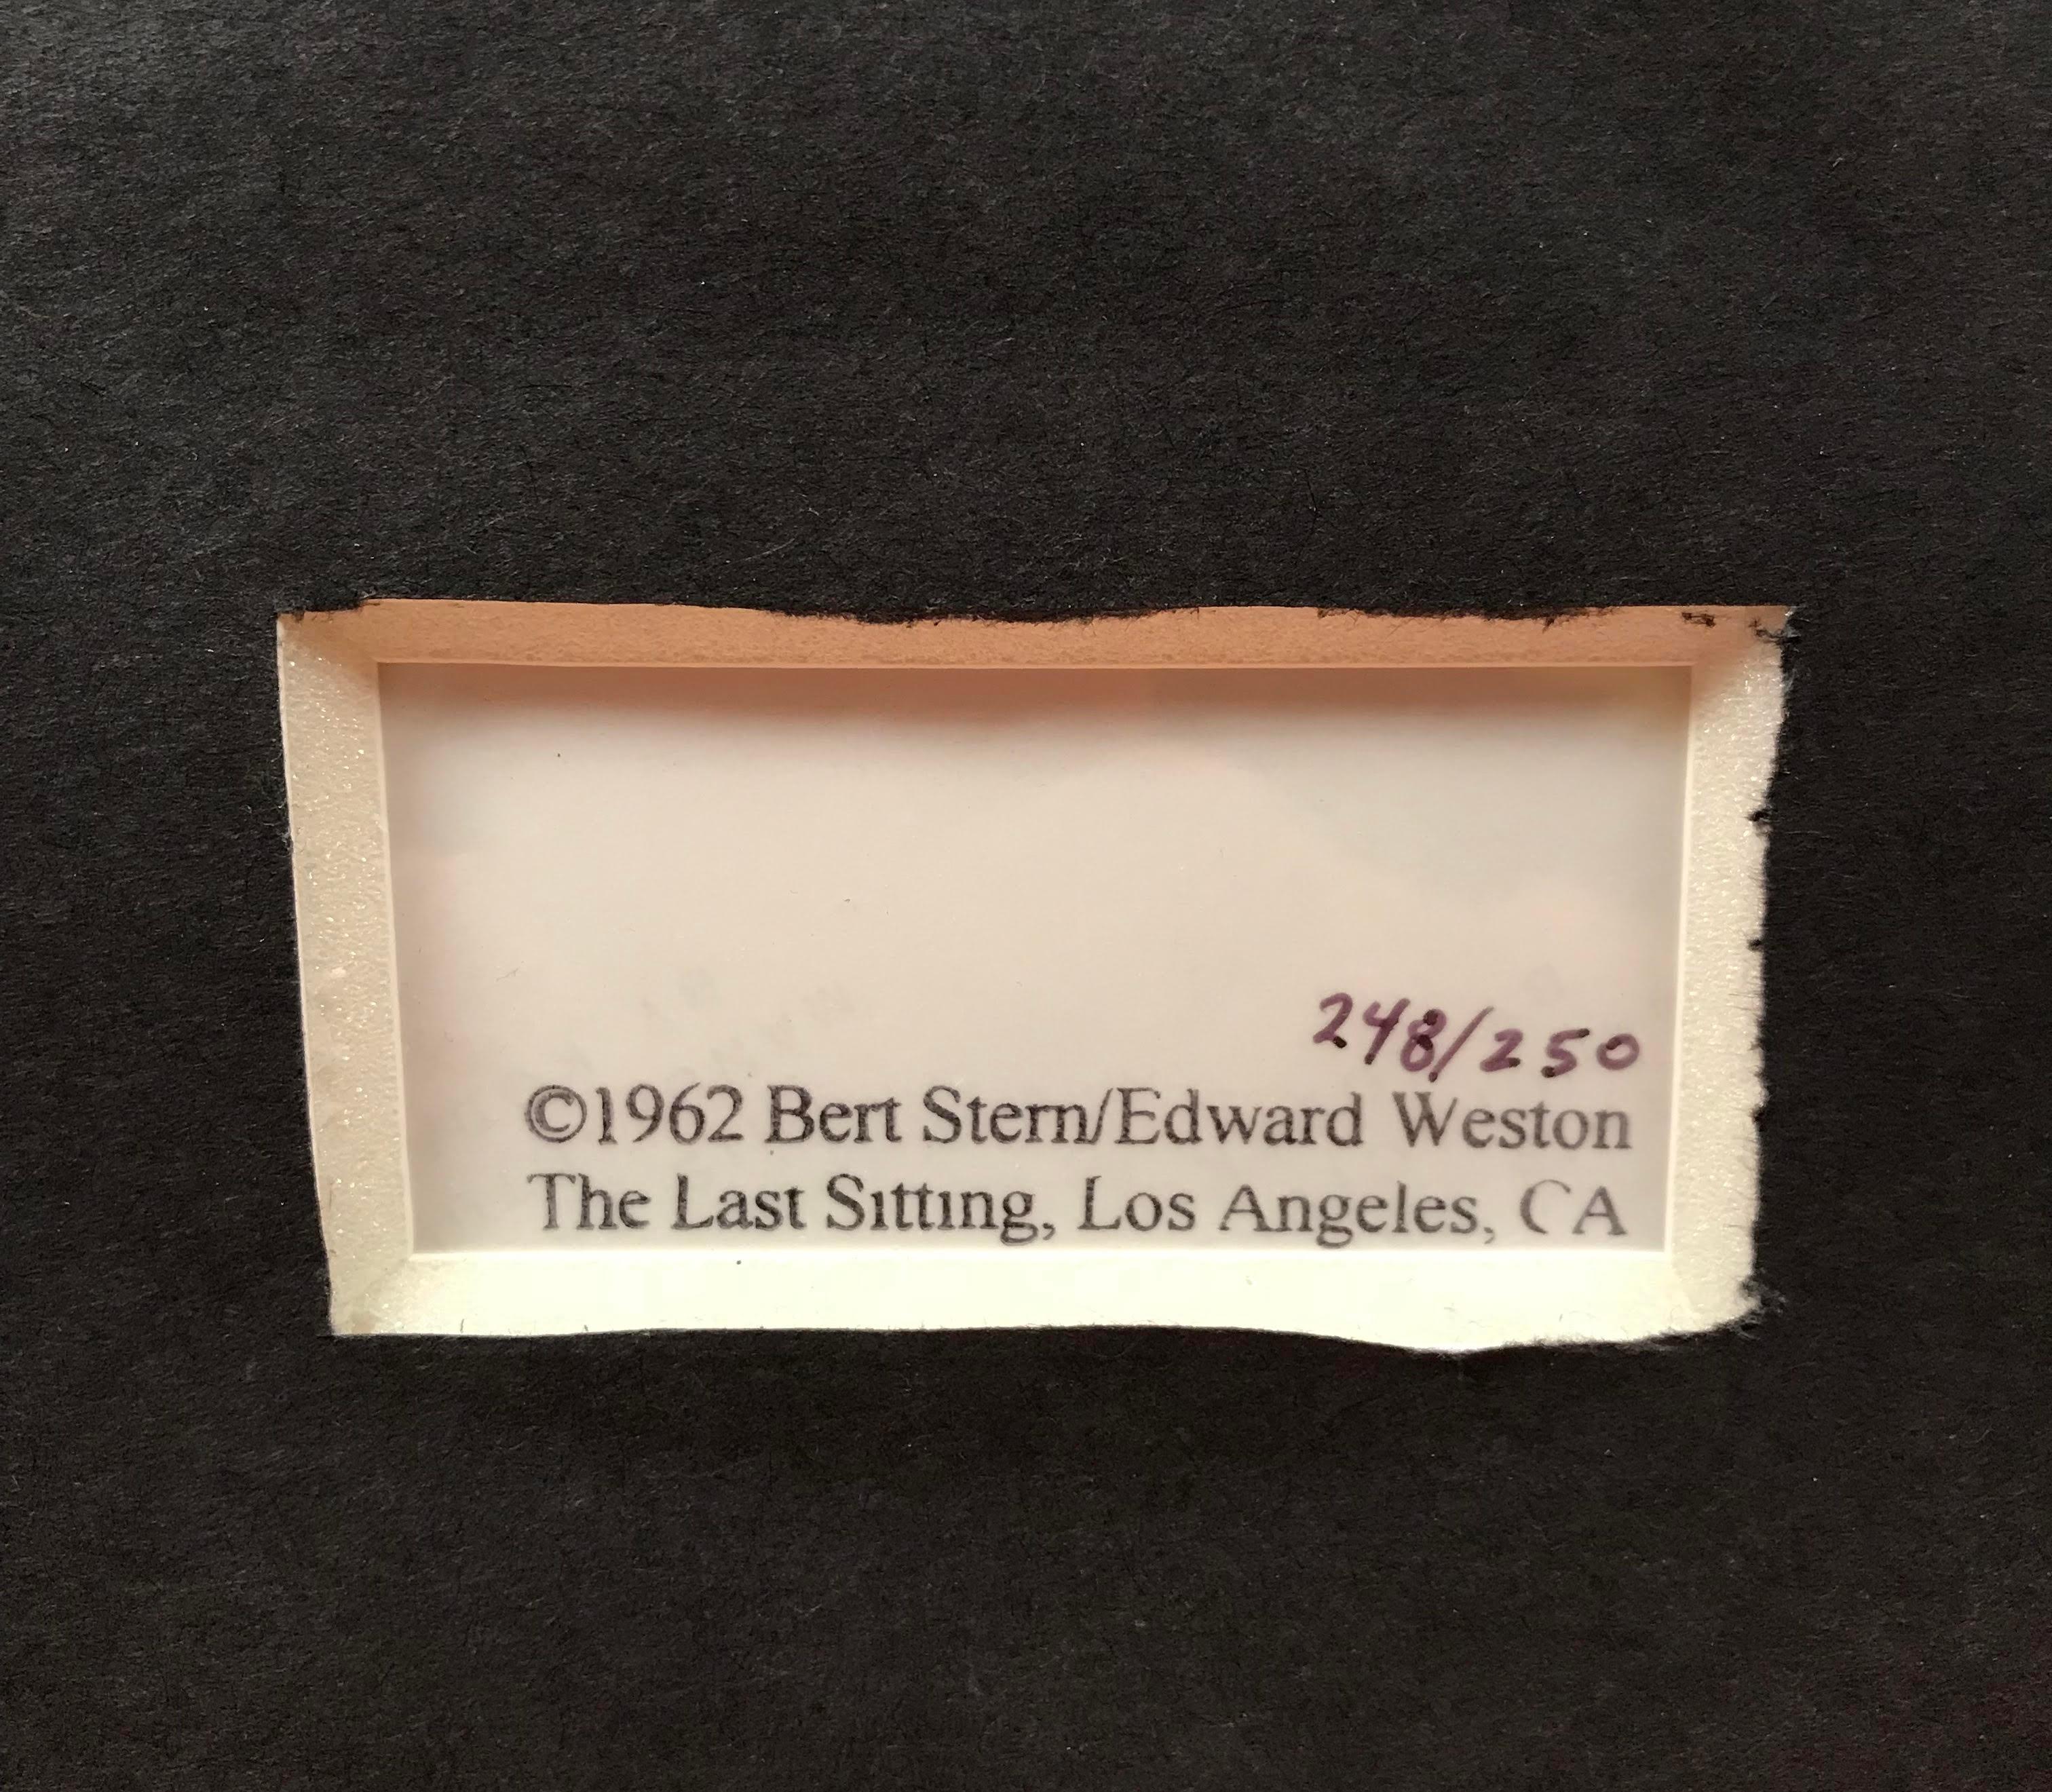 248/250
©1962 Bert Stern/Edward Weston
The Last Sitting, Los Angeles, CA